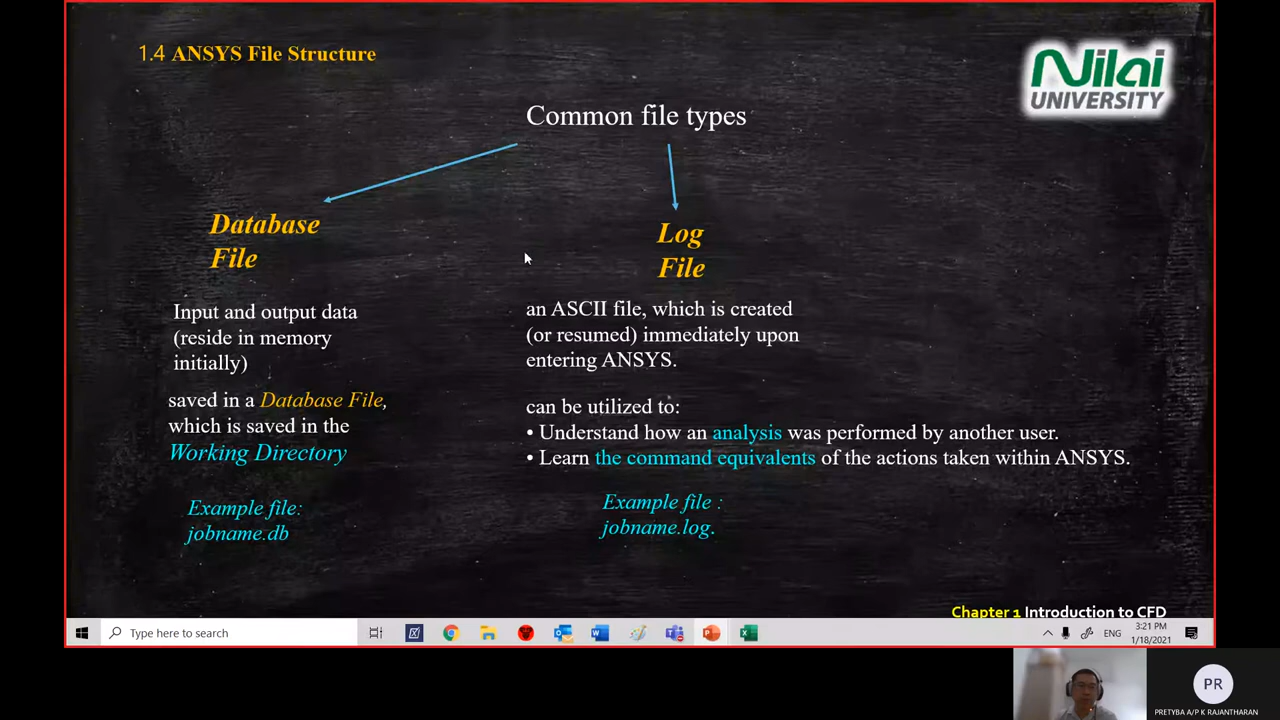 1.4 ANSYS File Structure
Nilai
UNIVERSITY
Common file types
Database
File
Input and output data
(reside in memory
initially)
saved in a Database File,
which is saved in the
Working Directory
Example file:
jobname.db
Log
File
an ASCII file, which is created
(or resumed) immediately upon
entering ANSYS.
can be utilized to:
• Understand how an analysis was performed by another user.
• Learn the command equivalents of the actions taken within ANSYS.
Example file :
jobname.log.
Chapter 1 Introduction to CFD
Type here to search
ENG
3:21 PM
1/18/2021
PR
PRETYBA A/P K RAJANTHARAN